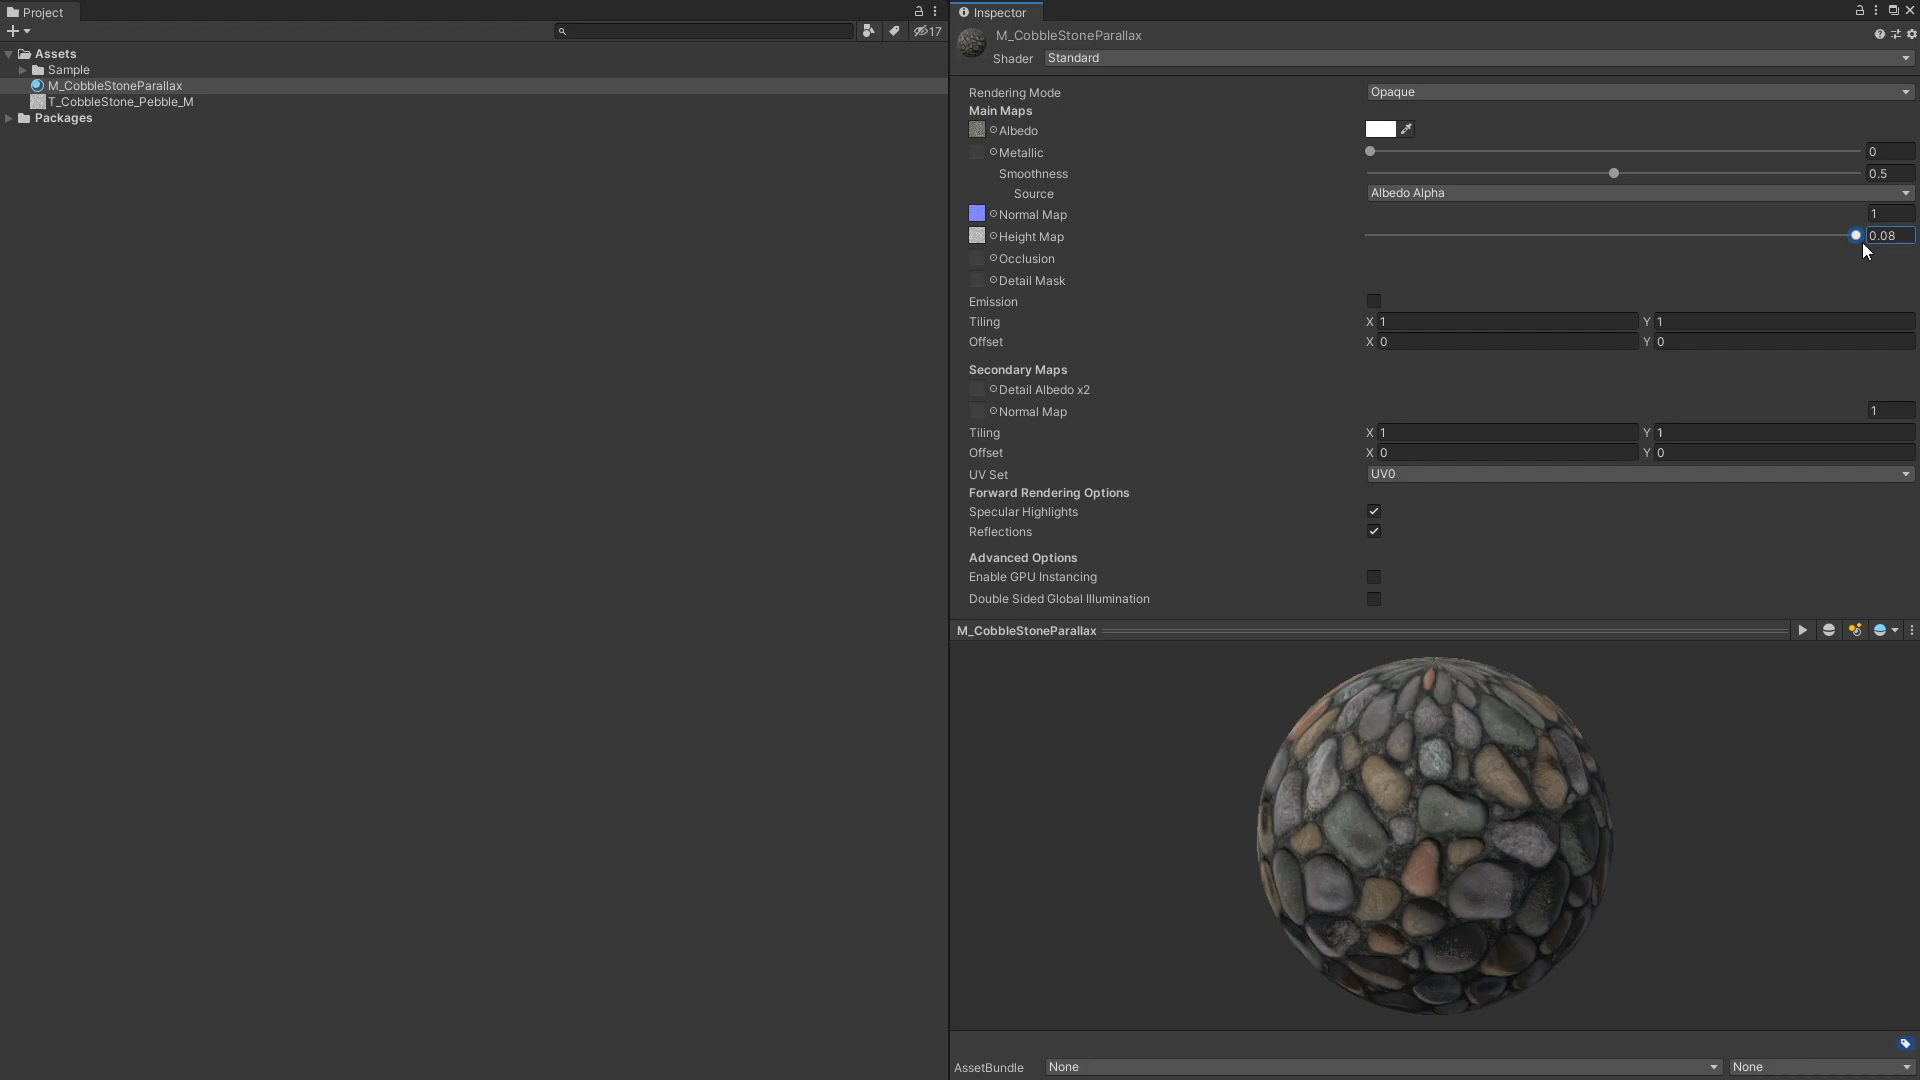 Project
17
Assets
Sample
M_CobbleStoneParallax
T_CobbleStone_Pebble_M
Packages
Inspector
M_CobbleStoneParallax
Shader Standard
Rendering Mode Opaque
Main Maps
Albedo
Metallic 0
Smoothness 0.5
Source Albedo Alpha
Normal Map 1
Height Map 0.08
Occlusion
Detail Mask
Emission
Tiling X 1 Y 1
Offset X 0 Y 0
Secondary Maps
Detail Albedo x2
Normal Map 1
Tiling X 1 Y 1
Offset X 0 Y 0
UV Set UV0
Forward Rendering Options
Specular Highlights
Reflections
Advanced Options
Enable GPU Instancing
Double Sided Global Illumination
M_CobbleStoneParallax
AssetBundle None None